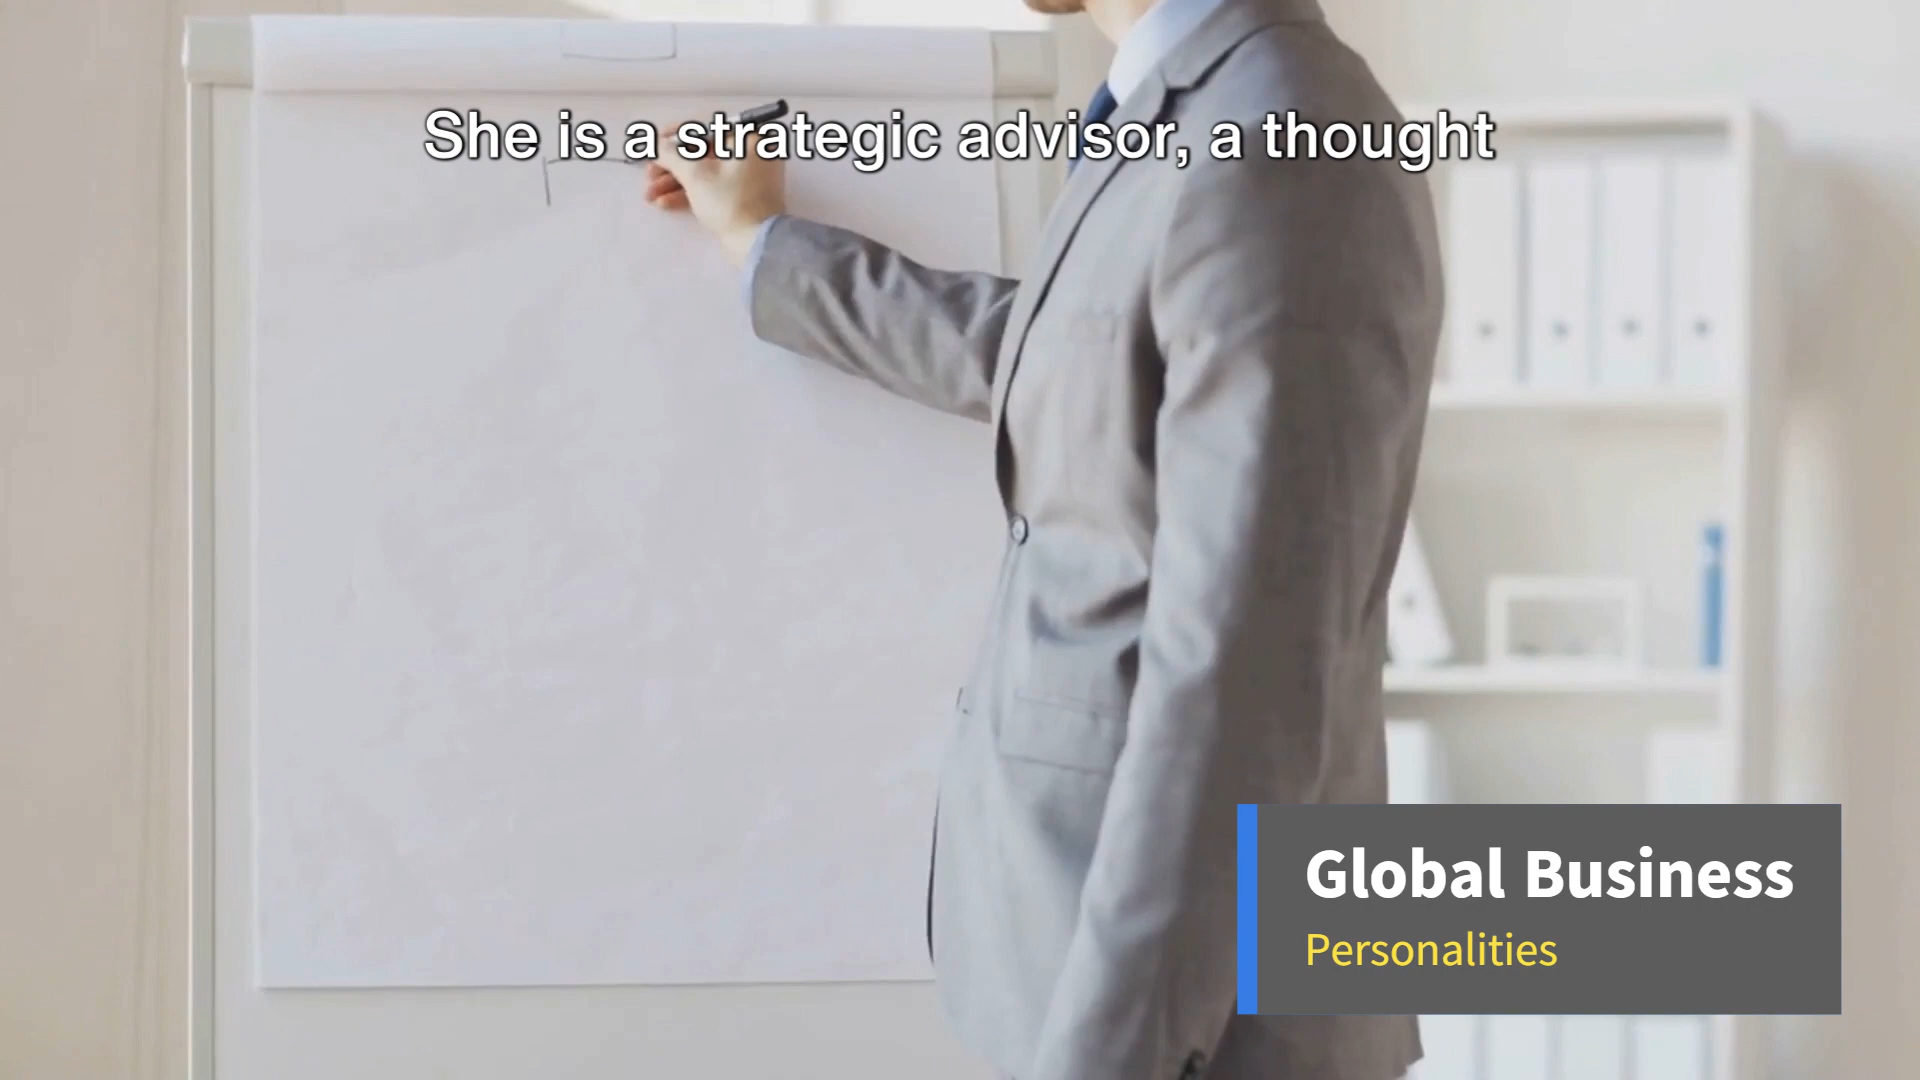 She is a strategic advisor, a thought
Global Business
Personalities